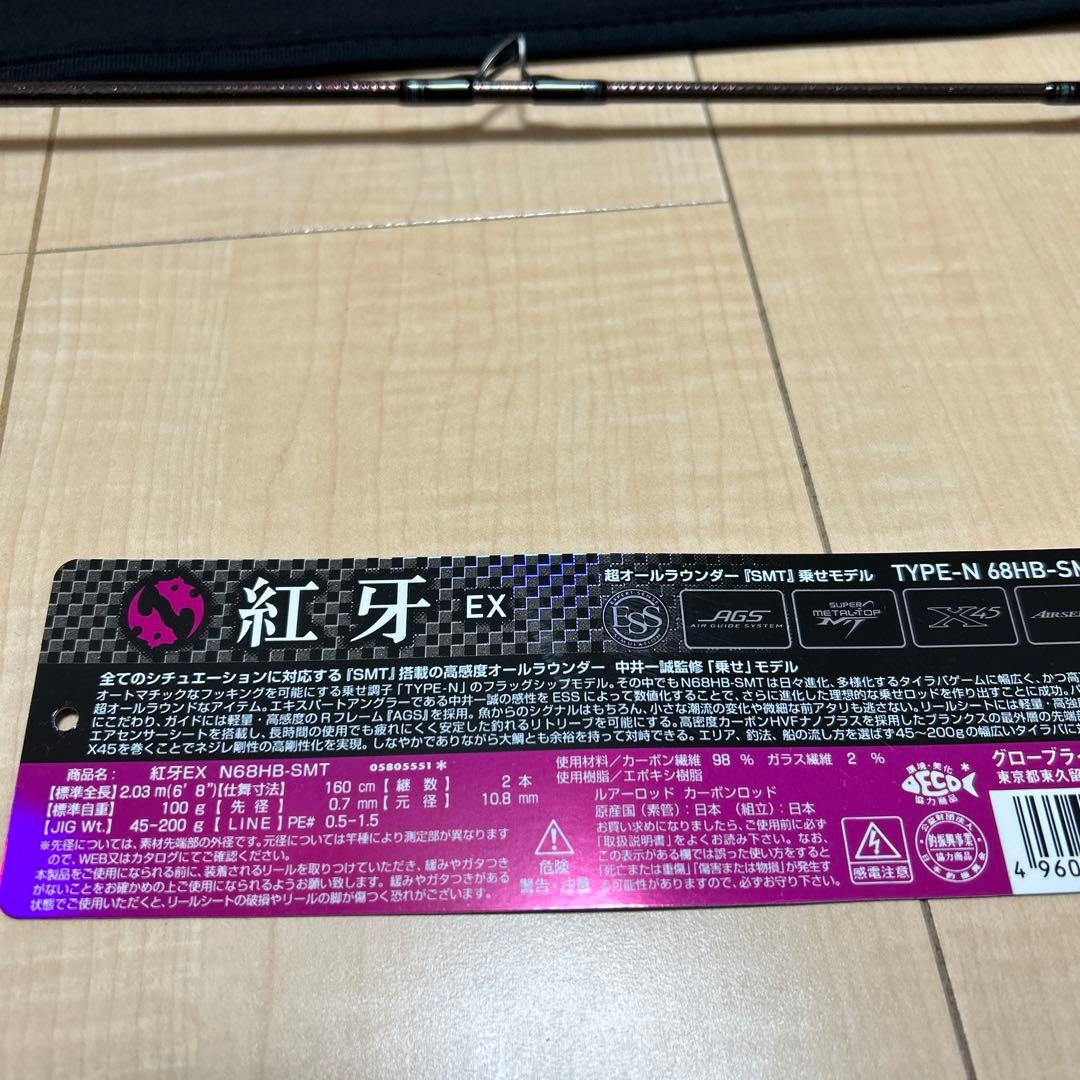 紅牙 EX
超オールラウンダー『SMT』乗せモデル TYPE-N 68HB-SM
EXPERT SENSE
ESS
SIMULATION
AGS
AIR GUIDE SYSTEM
SUPER
METAL-TOP
MT
X45
AIRSE
全てのシチュエーションに対応する『SMT』搭載の高感度オールラウンダー 中井一誠監修「乗せ」モデル
オートマチックなフッキングを可能にする乗せ調子「TYPE-N」のフラッグシップモデル。その中でもN68HB-SMTは日々進化、多様化するタイラバゲームに幅広く、かつ高
超オールラウンドなアイテム。エキスパートアングラーである中井一誠の感性を ESS によって数値化することで、さらに進化した理想的な乗せロッドを作り出すことに成功。パ
にこだわり、ガイドには軽量・高感度の R フレーム『AGS』を採用。魚からのシグナルはもちろん、小さな潮流の変化や微細な前アタリも逃さない。リールシートには軽量・高強
エアセンサーシートを搭載し、長時間の使用でも疲れにくく安定した釣れるリトリーブを可能にする。高密度カーボンHVFナノプラスを採用したブランクスの最外層の先端部
X45を巻くことでネジレ剛性の高剛性化を実現。しなやかでありながら大鯛とも余裕を持って対峙できる。エリア、釣法、船の流し方を選ばず45～200gの幅広いタイラバに対
商品名: 紅牙EX N68HB-SMT 05805551*
【標準全長】2.03 m(6' 8")【仕舞寸法】 160 cm【継 数】 2 本
【標準自重】 100 g【先 径】 0.7 mm【元 径】 10.8 mm
【JIG Wt.】 45-200 g【LINE】PE# 0.5-1.5
※先径については、素材先端部の外径です。元径については竿種により測定部が異なります
ので、WEB又はカタログにてご確認ください。
本製品をご使用になられる前に、装着されるリールを取りつけていただき、緩みやガタつき
がないことをお確かめの上ご使用になられるようお願い致します。緩みやガタつきがある
状態でご使用いただくと、リールシートの破損やリールの脚が傷つく恐れがございます。
使用材料/カーボン繊維 98 % ガラス繊維 2 %
使用樹脂/エポキシ樹脂
ルアーロッド カーボンロッド
原産国(素管):日本 (組立):日本
お買い求めになりましたら、ご使用前に必ず
「取扱説明書」をよくお読み下さい。なお、
この表示がある欄では誤った使い方をすると
「死亡または重傷」「傷害または物損」が発生す
る可能性がありますので、必ずお守り下さい。
危険
警告・注意
感電注意
環境・美化
DECO
協力商品
公益財団法人
釣振興事業
協力商品
グローブラ
東京都東久留
4 960